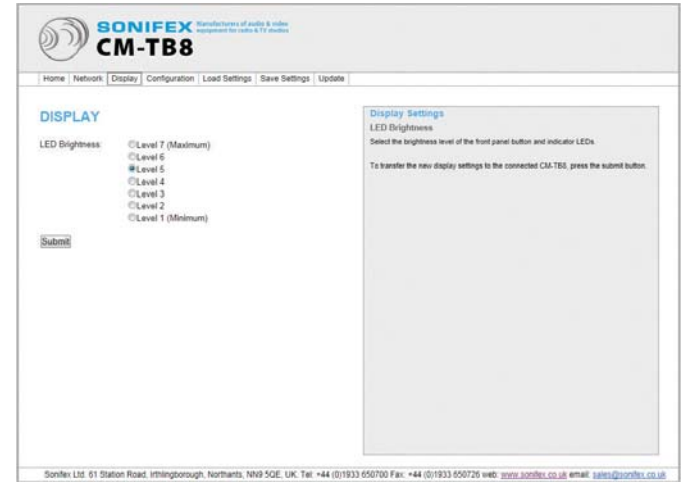 SONIFEX Manufacturers of audio & video
equipment for radio & TV studios
CM-TB8
Home Network Display Configuration Load Settings Save Settings Update
DISPLAY
LED Brightness:
Level 7 (Maximum)
Level 6
Level 5
Level 4
Level 3
Level 2
Level 1 (Minimum)
Submit
Display Settings
LED Brightness
Select the brightness level of the front panel button and indicator LEDs.
To transfer the new display settings to the connected CM-TB8, press the submit button.
Sonifex Ltd. 61 Station Road, Irthlingborough, Northants, NN9 5QE, UK. Tel: +44 (0)1933 650700 Fax: +44 (0)1933 650726 web: www.sonifex.co.uk email: sales@sonifex.co.uk